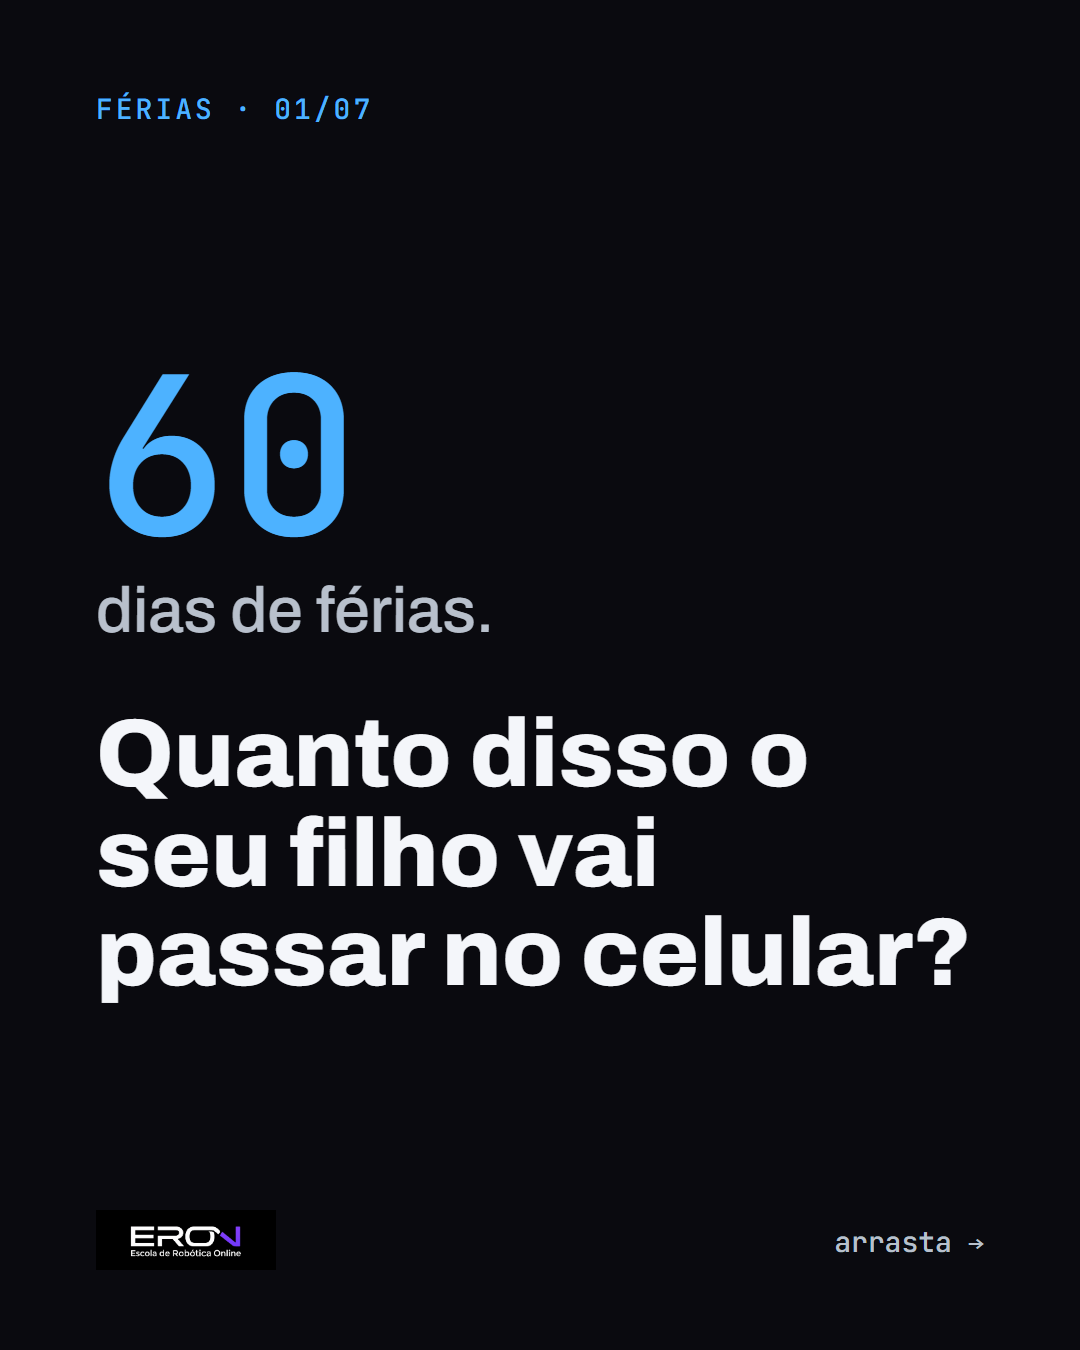 FÉRIAS · 01/07
60
dias de férias.
Quanto disso o
seu filho vai
passar no celular?
ERON
Escola de Robótica Online
arrasta →